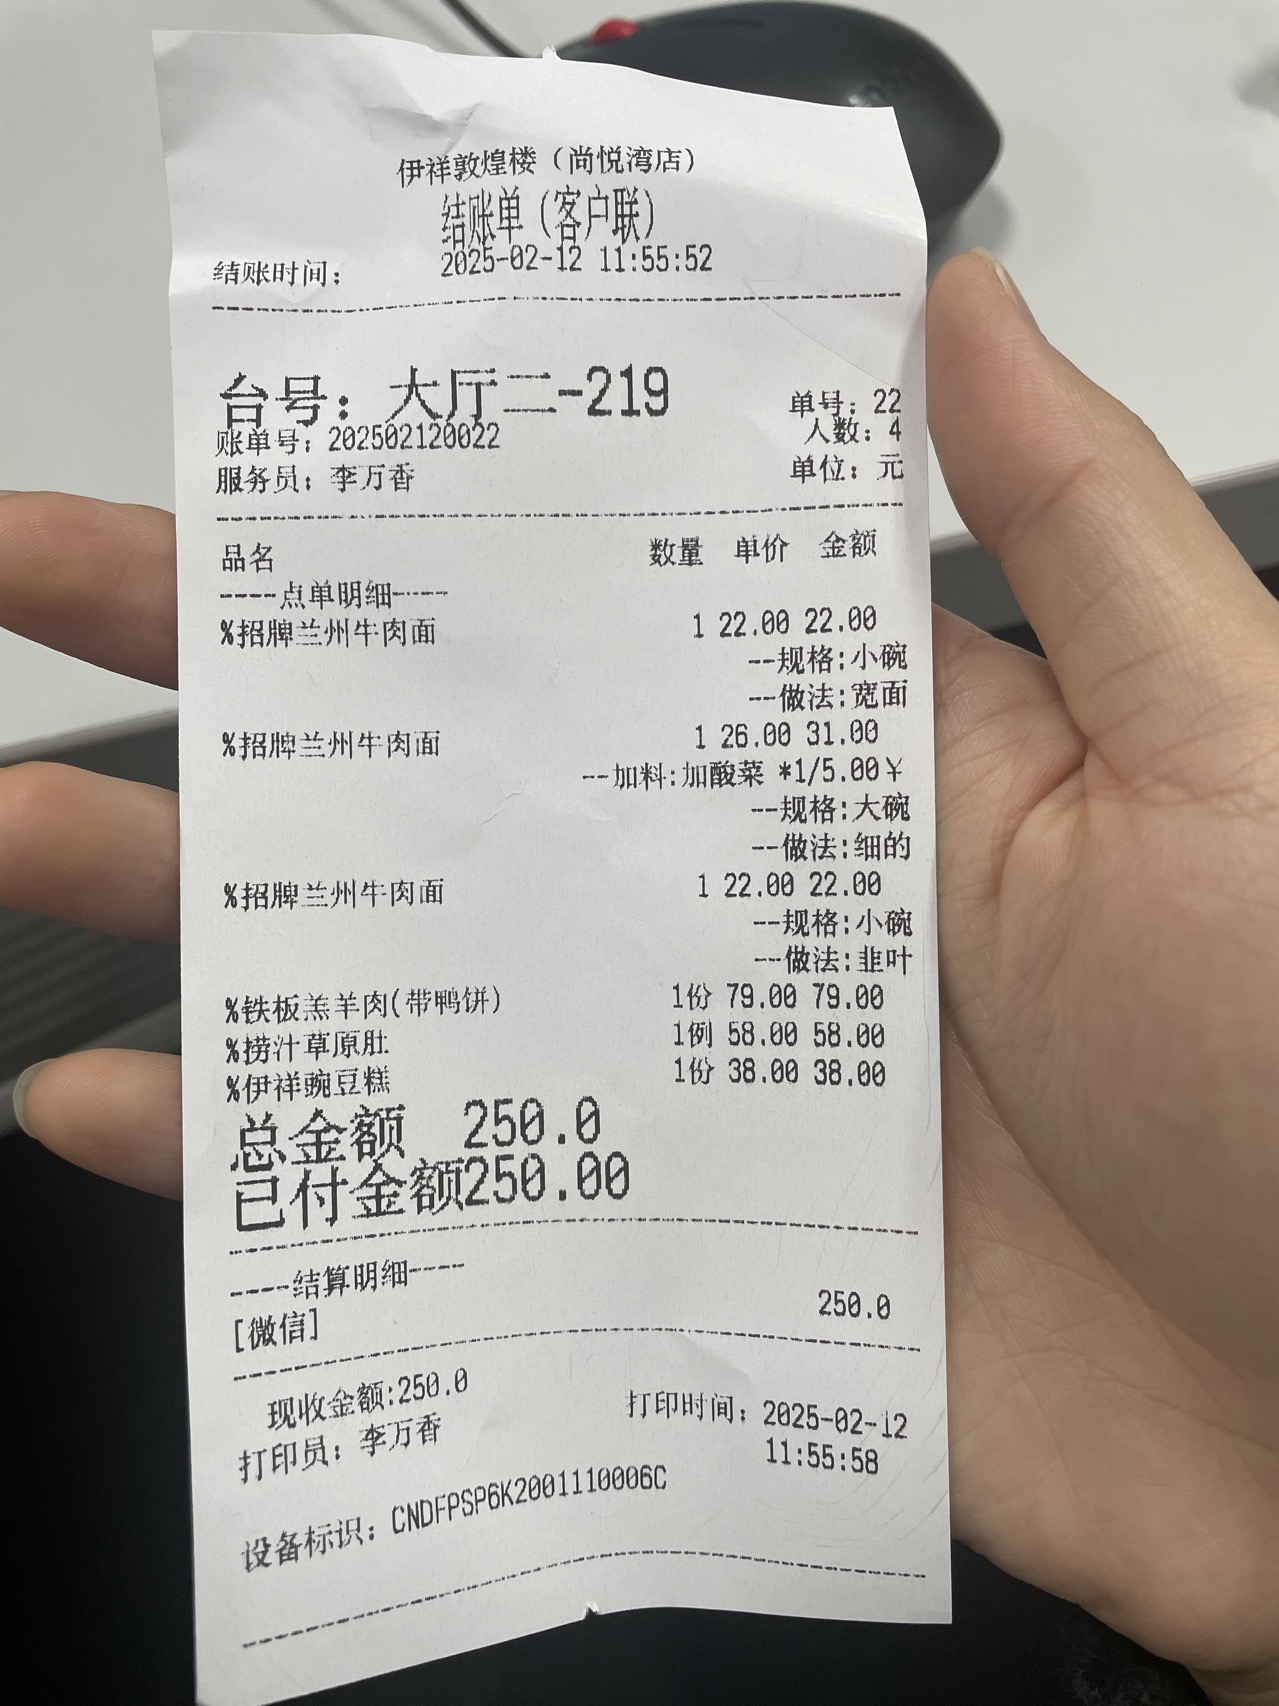 伊祥敦煌楼（尚悦湾店）
结账单（客户联）
结账时间： 2025-02-12 11:55:52
台号：大厅二-219 单号：22
账单号：202502120022 人数：4
服务员：李万香 单位：元
品名 数量 单价 金额
----点单明细----
%招牌兰州牛肉面 1 22.00 22.00
--规格:小碗
--做法:宽面
%招牌兰州牛肉面 1 26.00 31.00
--加料:加酸菜 *1/5.00¥
--规格:大碗
--做法:细的
%招牌兰州牛肉面 1 22.00 22.00
--规格:小碗
--做法:韭叶
%铁板羔羊肉(带鸭饼) 1份 79.00 79.00
%捞汁草原肚 1例 58.00 58.00
%伊祥豌豆糕 1份 38.00 38.00
总金额 250.0
已付金额250.00
----结算明细----
[微信] 250.0
现收金额:250.0
打印员：李万香 打印时间：2025-02-12
11:55:58
设备标识：CNDFPSP6K2001110006C